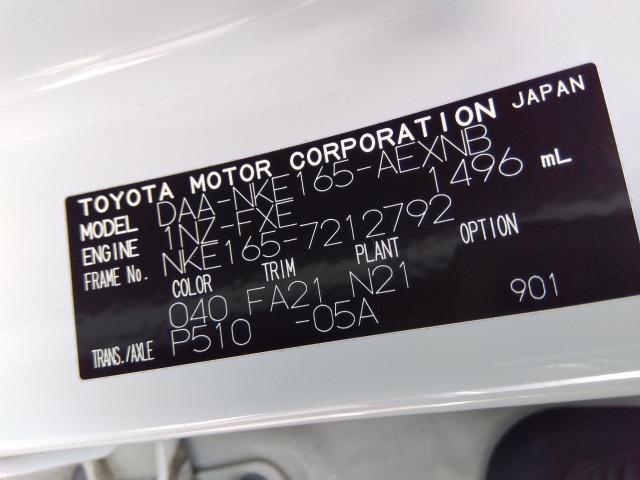 TOYOTA MOTOR CORPORATION JAPAN
MODEL DAA-NKE165-AEXNB
ENGINE 1NZ-FXE 1496 mL
FRAME No. NKE165-7212792
COLOR TRIM PLANT OPTION
040 FA21 N21
TRANS./AXLE P510 -05A 901